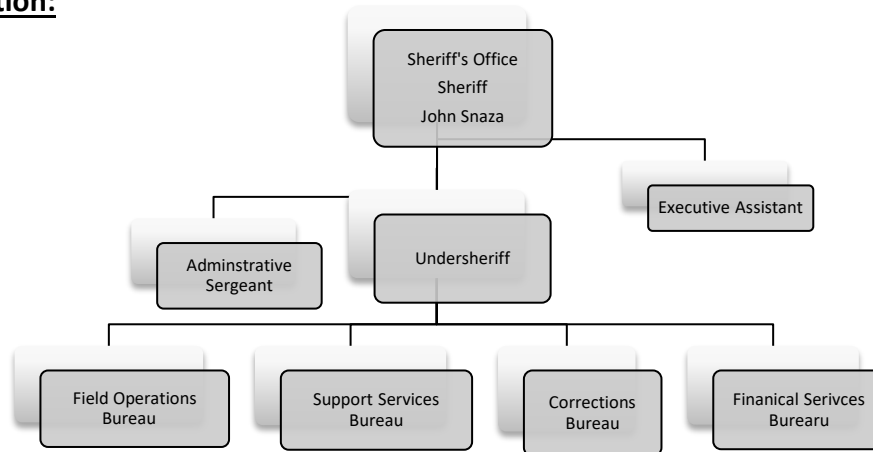 tion:
Sheriff's Office
Sheriff
John Snaza
Executive Assistant
Adminstrative
Sergeant
Undersheriff
Field Operations
Bureau
Support Services
Bureau
Corrections
Bureau
Finanical Serivces
Burearu